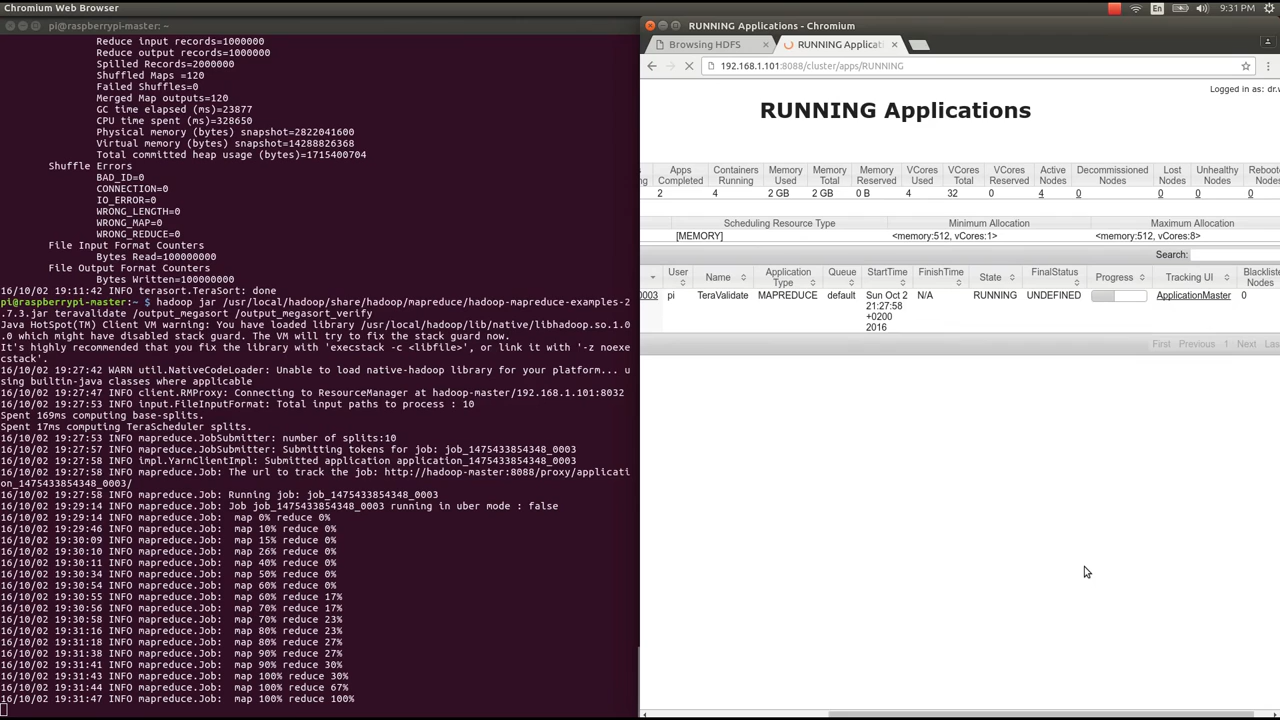 Chromium Web Browser
En
9:31 PM
pi@raspberrypi-master: ~
Reduce input records=1000000
Reduce output records=1000000
Spilled Records=2000000
Shuffled Maps =120
Failed Shuffles=0
Merged Map outputs=120
GC time elapsed (ms)=23877
CPU time spent (ms)=328650
Physical memory (bytes) snapshot=2822041600
Virtual memory (bytes) snapshot=14288826368
Total committed heap usage (bytes)=1715400704
Shuffle Errors
BAD_ID=0
CONNECTION=0
IO_ERROR=0
WRONG_LENGTH=0
WRONG_MAP=0
WRONG_REDUCE=0
File Input Format Counters
Bytes Read=100000000
File Output Format Counters
Bytes Written=100000000
16/10/02 19:11:42 INFO terasort.TeraSort: done
pi@raspberrypi-master:~ $ hadoop jar /usr/local/hadoop/share/hadoop/mapreduce/hadoop-mapreduce-examples-2
.7.3.jar teravalidate /output_megasort /output_megasort_verify
Java HotSpot(TM) Client VM warning: You have loaded library /usr/local/hadoop/lib/native/libhadoop.so.1.0
.0 which might have disabled stack guard. The VM will try to fix the stack guard now.
It's highly recommended that you fix the library with 'execstack -c <libfile>', or link it with '-z noexe
cstack'.
16/10/02 19:27:42 WARN util.NativeCodeLoader: Unable to load native-hadoop library for your platform... u
sing builtin-java classes where applicable
16/10/02 19:27:47 INFO client.RMProxy: Connecting to ResourceManager at hadoop-master/192.168.1.101:8032
16/10/02 19:27:53 INFO input.FileInputFormat: Total input paths to process : 10
Spent 169ms computing base-splits.
Spent 17ms computing TeraScheduler splits.
16/10/02 19:27:53 INFO mapreduce.JobSubmitter: number of splits:10
16/10/02 19:27:57 INFO mapreduce.JobSubmitter: Submitting tokens for job: job_1475433854348_0003
16/10/02 19:27:58 INFO impl.YarnClientImpl: Submitted application application_1475433854348_0003
16/10/02 19:27:58 INFO mapreduce.Job: The url to track the job: http://hadoop-master:8088/proxy/applicati
on_1475433854348_0003/
16/10/02 19:27:58 INFO mapreduce.Job: Running job: job_1475433854348_0003
16/10/02 19:29:14 INFO mapreduce.Job: Job job_1475433854348_0003 running in uber mode : false
16/10/02 19:29:14 INFO mapreduce.Job:  map 0% reduce 0%
16/10/02 19:29:46 INFO mapreduce.Job:  map 10% reduce 0%
16/10/02 19:30:09 INFO mapreduce.Job:  map 15% reduce 0%
16/10/02 19:30:10 INFO mapreduce.Job:  map 26% reduce 0%
16/10/02 19:30:11 INFO mapreduce.Job:  map 40% reduce 0%
16/10/02 19:30:34 INFO mapreduce.Job:  map 50% reduce 0%
16/10/02 19:30:54 INFO mapreduce.Job:  map 60% reduce 0%
16/10/02 19:30:55 INFO mapreduce.Job:  map 60% reduce 17%
16/10/02 19:30:56 INFO mapreduce.Job:  map 70% reduce 17%
16/10/02 19:30:58 INFO mapreduce.Job:  map 70% reduce 23%
16/10/02 19:31:16 INFO mapreduce.Job:  map 80% reduce 23%
16/10/02 19:31:18 INFO mapreduce.Job:  map 80% reduce 27%
16/10/02 19:31:38 INFO mapreduce.Job:  map 90% reduce 27%
16/10/02 19:31:41 INFO mapreduce.Job:  map 90% reduce 30%
16/10/02 19:31:43 INFO mapreduce.Job:  map 100% reduce 30%
16/10/02 19:31:44 INFO mapreduce.Job:  map 100% reduce 67%
16/10/02 19:31:47 INFO mapreduce.Job:  map 100% reduce 100%
RUNNING Applications - Chromium
Browsing HDFS
RUNNING Applicat
192.168.1.101:8088/cluster/apps/RUNNING
Logged in as: dr.w
RUNNING Applications
Apps Completed Containers Running Memory Used Memory Total Memory Reserved VCores Used VCores Total VCores Reserved Active Nodes Decommissioned Nodes Lost Nodes Unhealthy Nodes Reboote Nodes
2 4 2 GB 2 GB 0 B 4 32 0 4 0 0 0 0
Scheduling Resource Type Minimum Allocation Maximum Allocation
[MEMORY] <memory:512, vCores:1> <memory:512, vCores:8>
Search:
User Name Application Type Queue StartTime FinishTime State FinalStatus Progress Tracking UI Blacklist Nodes
0003 pi TeraValidate MAPREDUCE default Sun Oct 2 21:27:58 +0200 2016 N/A RUNNING UNDEFINED ApplicationMaster 0
First Previous 1 Next Las